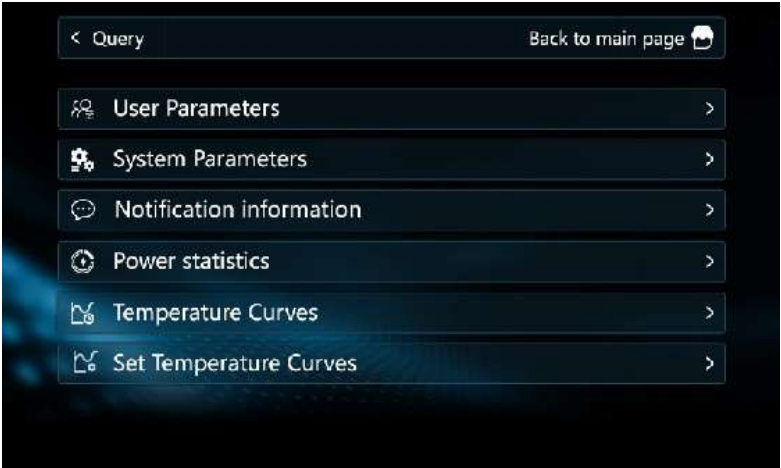 < Query
Back to main page
User Parameters >
System Parameters >
Notification information >
Power statistics >
Temperature Curves >
Set Temperature Curves >